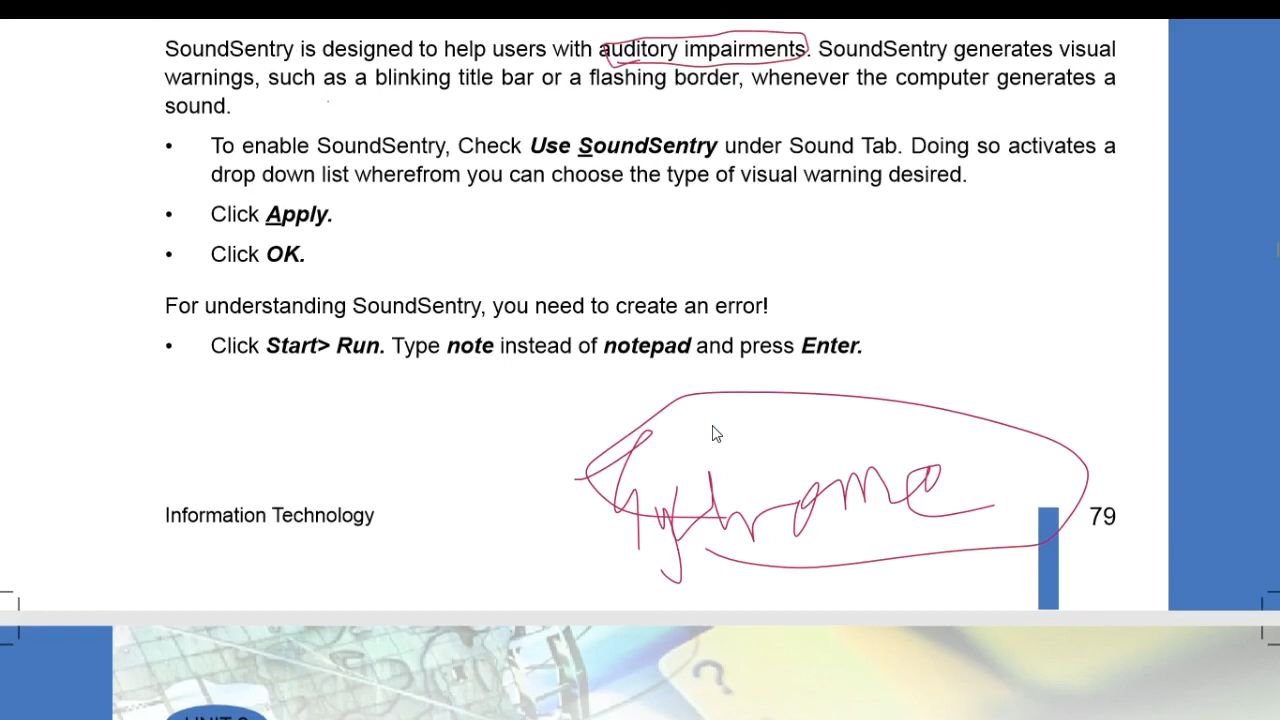 SoundSentry is designed to help users with auditory impairments. SoundSentry generates visual
warnings, such as a blinking title bar or a flashing border, whenever the computer generates a
sound.
• To enable SoundSentry, Check Use SoundSentry under Sound Tab. Doing so activates a
drop down list wherefrom you can choose the type of visual warning desired.
• Click Apply.
• Click OK.
For understanding SoundSentry, you need to create an error!
• Click Start> Run. Type note instead of notepad and press Enter.
Information Technology 79